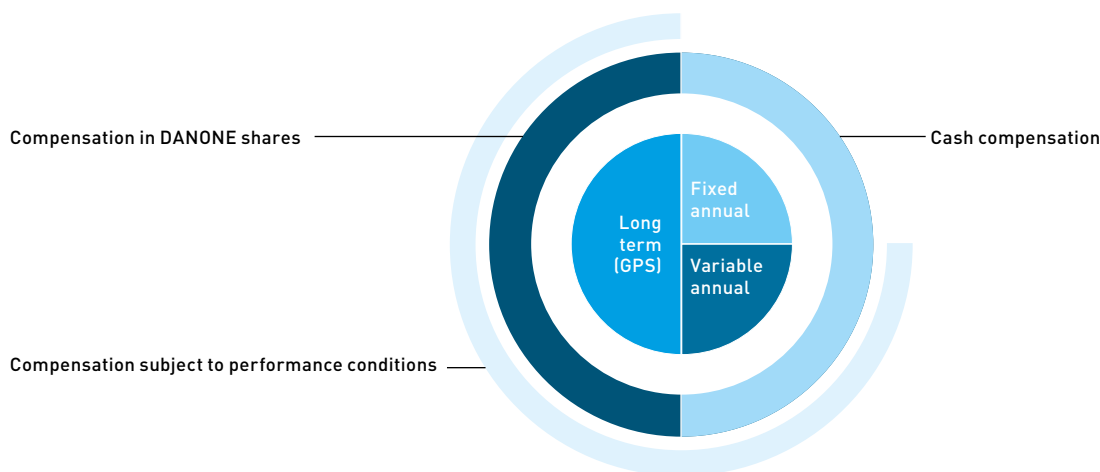 Compensation in DANONE shares
Cash compensation
Fixed
annual
Long
term
(GPS)
Variable
annual
Compensation subject to performance conditions